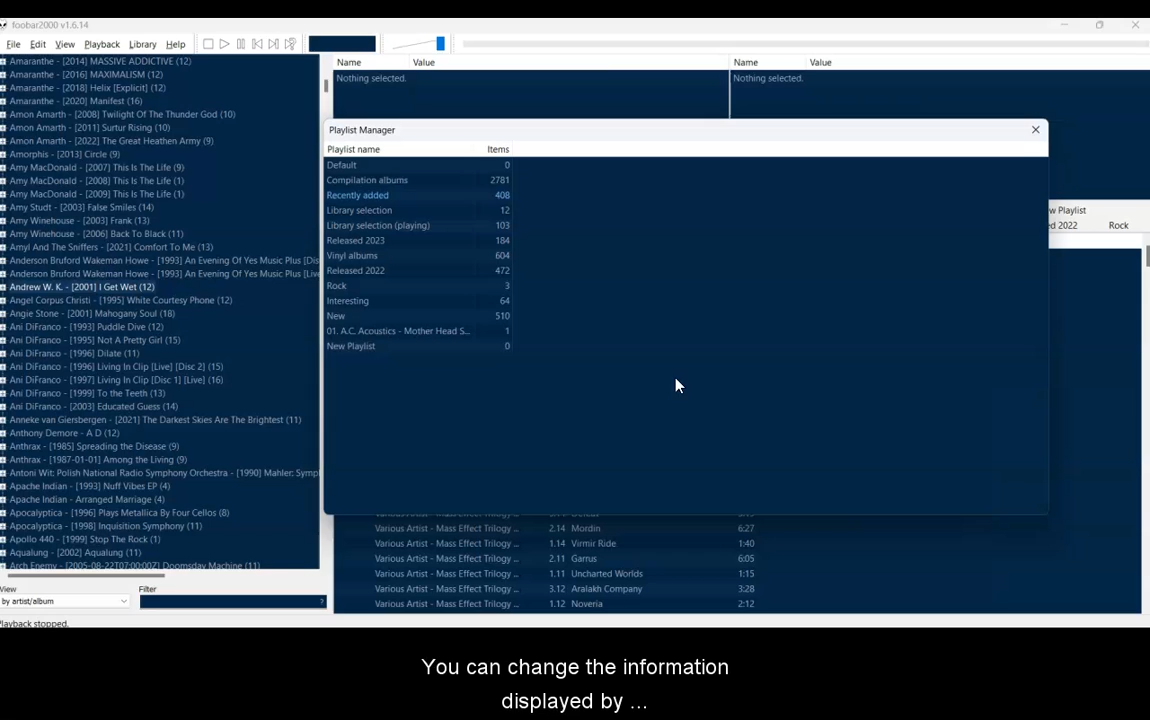 foobar2000 v1.6.14
File Edit View Playback Library Help
Amaranthe - [2014] MASSIVE ADDICTIVE (12)
Amaranthe - [2016] MAXIMALISM (12)
Amaranthe - [2018] Helix [Explicit] (12)
Amaranthe - [2020] Manifest (16)
Amon Amarth - [2008] Twilight Of The Thunder God (10)
Amon Amarth - [2011] Surtur Rising (10)
Amon Amarth - [2022] The Great Heathen Army (9)
Amorphis - [2013] Circle (9)
Amy MacDonald - [2007] This Is The Life (9)
Amy MacDonald - [2008] This Is The Life (1)
Amy MacDonald - [2009] This Is The Life (1)
Amy Studt - [2003] False Smiles (14)
Amy Winehouse - [2003] Frank (13)
Amy Winehouse - [2006] Back To Black (11)
Amyl And The Sniffers - [2021] Comfort To Me (13)
Anderson Bruford Wakeman Howe - [1993] An Evening Of Yes Music Plus [Dis
Anderson Bruford Wakeman Howe - [1993] An Evening Of Yes Music Plus [Live
Andrew W. K. - [2001] I Get Wet (12)
Angel Corpus Christi - [1995] White Courtesy Phone (12)
Angie Stone - [2001] Mahogany Soul (18)
Ani DiFranco - [1993] Puddle Dive (12)
Ani DiFranco - [1995] Not A Pretty Girl (15)
Ani DiFranco - [1996] Dilate (11)
Ani DiFranco - [1996] Living In Clip [Live] [Disc 2] (15)
Ani DiFranco - [1997] Living In Clip [Disc 1] [Live] (16)
Ani DiFranco - [1999] To the Teeth (13)
Ani DiFranco - [2003] Educated Guess (14)
Anneke van Giersbergen - [2021] The Darkest Skies Are The Brightest (11)
Anthony Demore - A D (12)
Anthrax - [1985] Spreading the Disease (9)
Anthrax - [1987-01-01] Among the Living (9)
Antoni Wit: Polish National Radio Symphony Orchestra - [1990] Mahler: Symp
Apache Indian - [1993] Nuff Vibes EP (4)
Apache Indian - Arranged Marriage (4)
Apocalyptica - [1996] Plays Metallica By Four Cellos (8)
Apocalyptica - [1998] Inquisition Symphony (11)
Apollo 440 - [1999] Stop The Rock (1)
Aqualung - [2002] Aqualung (11)
Arch Enemy - [2005-08-22T07:00:00Z] Doomsday Machine (11)
View
Filter
by artist/album
?
Playback stopped.
Name Value
Nothing selected.
Name Value
Nothing selected.
Playlist Manager
Playlist name Items
Default 0
Compilation albums 2781
Recently added 408
Library selection 12
Library selection (playing) 103
Released 2023 184
Vinyl albums 604
Released 2022 472
Rock 3
Interesting 64
New 510
01. A.C. Acoustics - Mother Head S... 1
New Playlist 0
w Playlist
d 2022 Rock
Various Artist - Mass Effect Trilogy ... 2.14 Mordin 6:27
Various Artist - Mass Effect Trilogy ... 1.14 Virmir Ride 1:40
Various Artist - Mass Effect Trilogy ... 2.11 Garrus 6:05
Various Artist - Mass Effect Trilogy ... 1.11 Uncharted Worlds 1:15
Various Artist - Mass Effect Trilogy ... 3.12 Aralakh Company 3:28
Various Artist - Mass Effect Trilogy ... 1.12 Noveria 2:12
You can change the information
displayed by ...